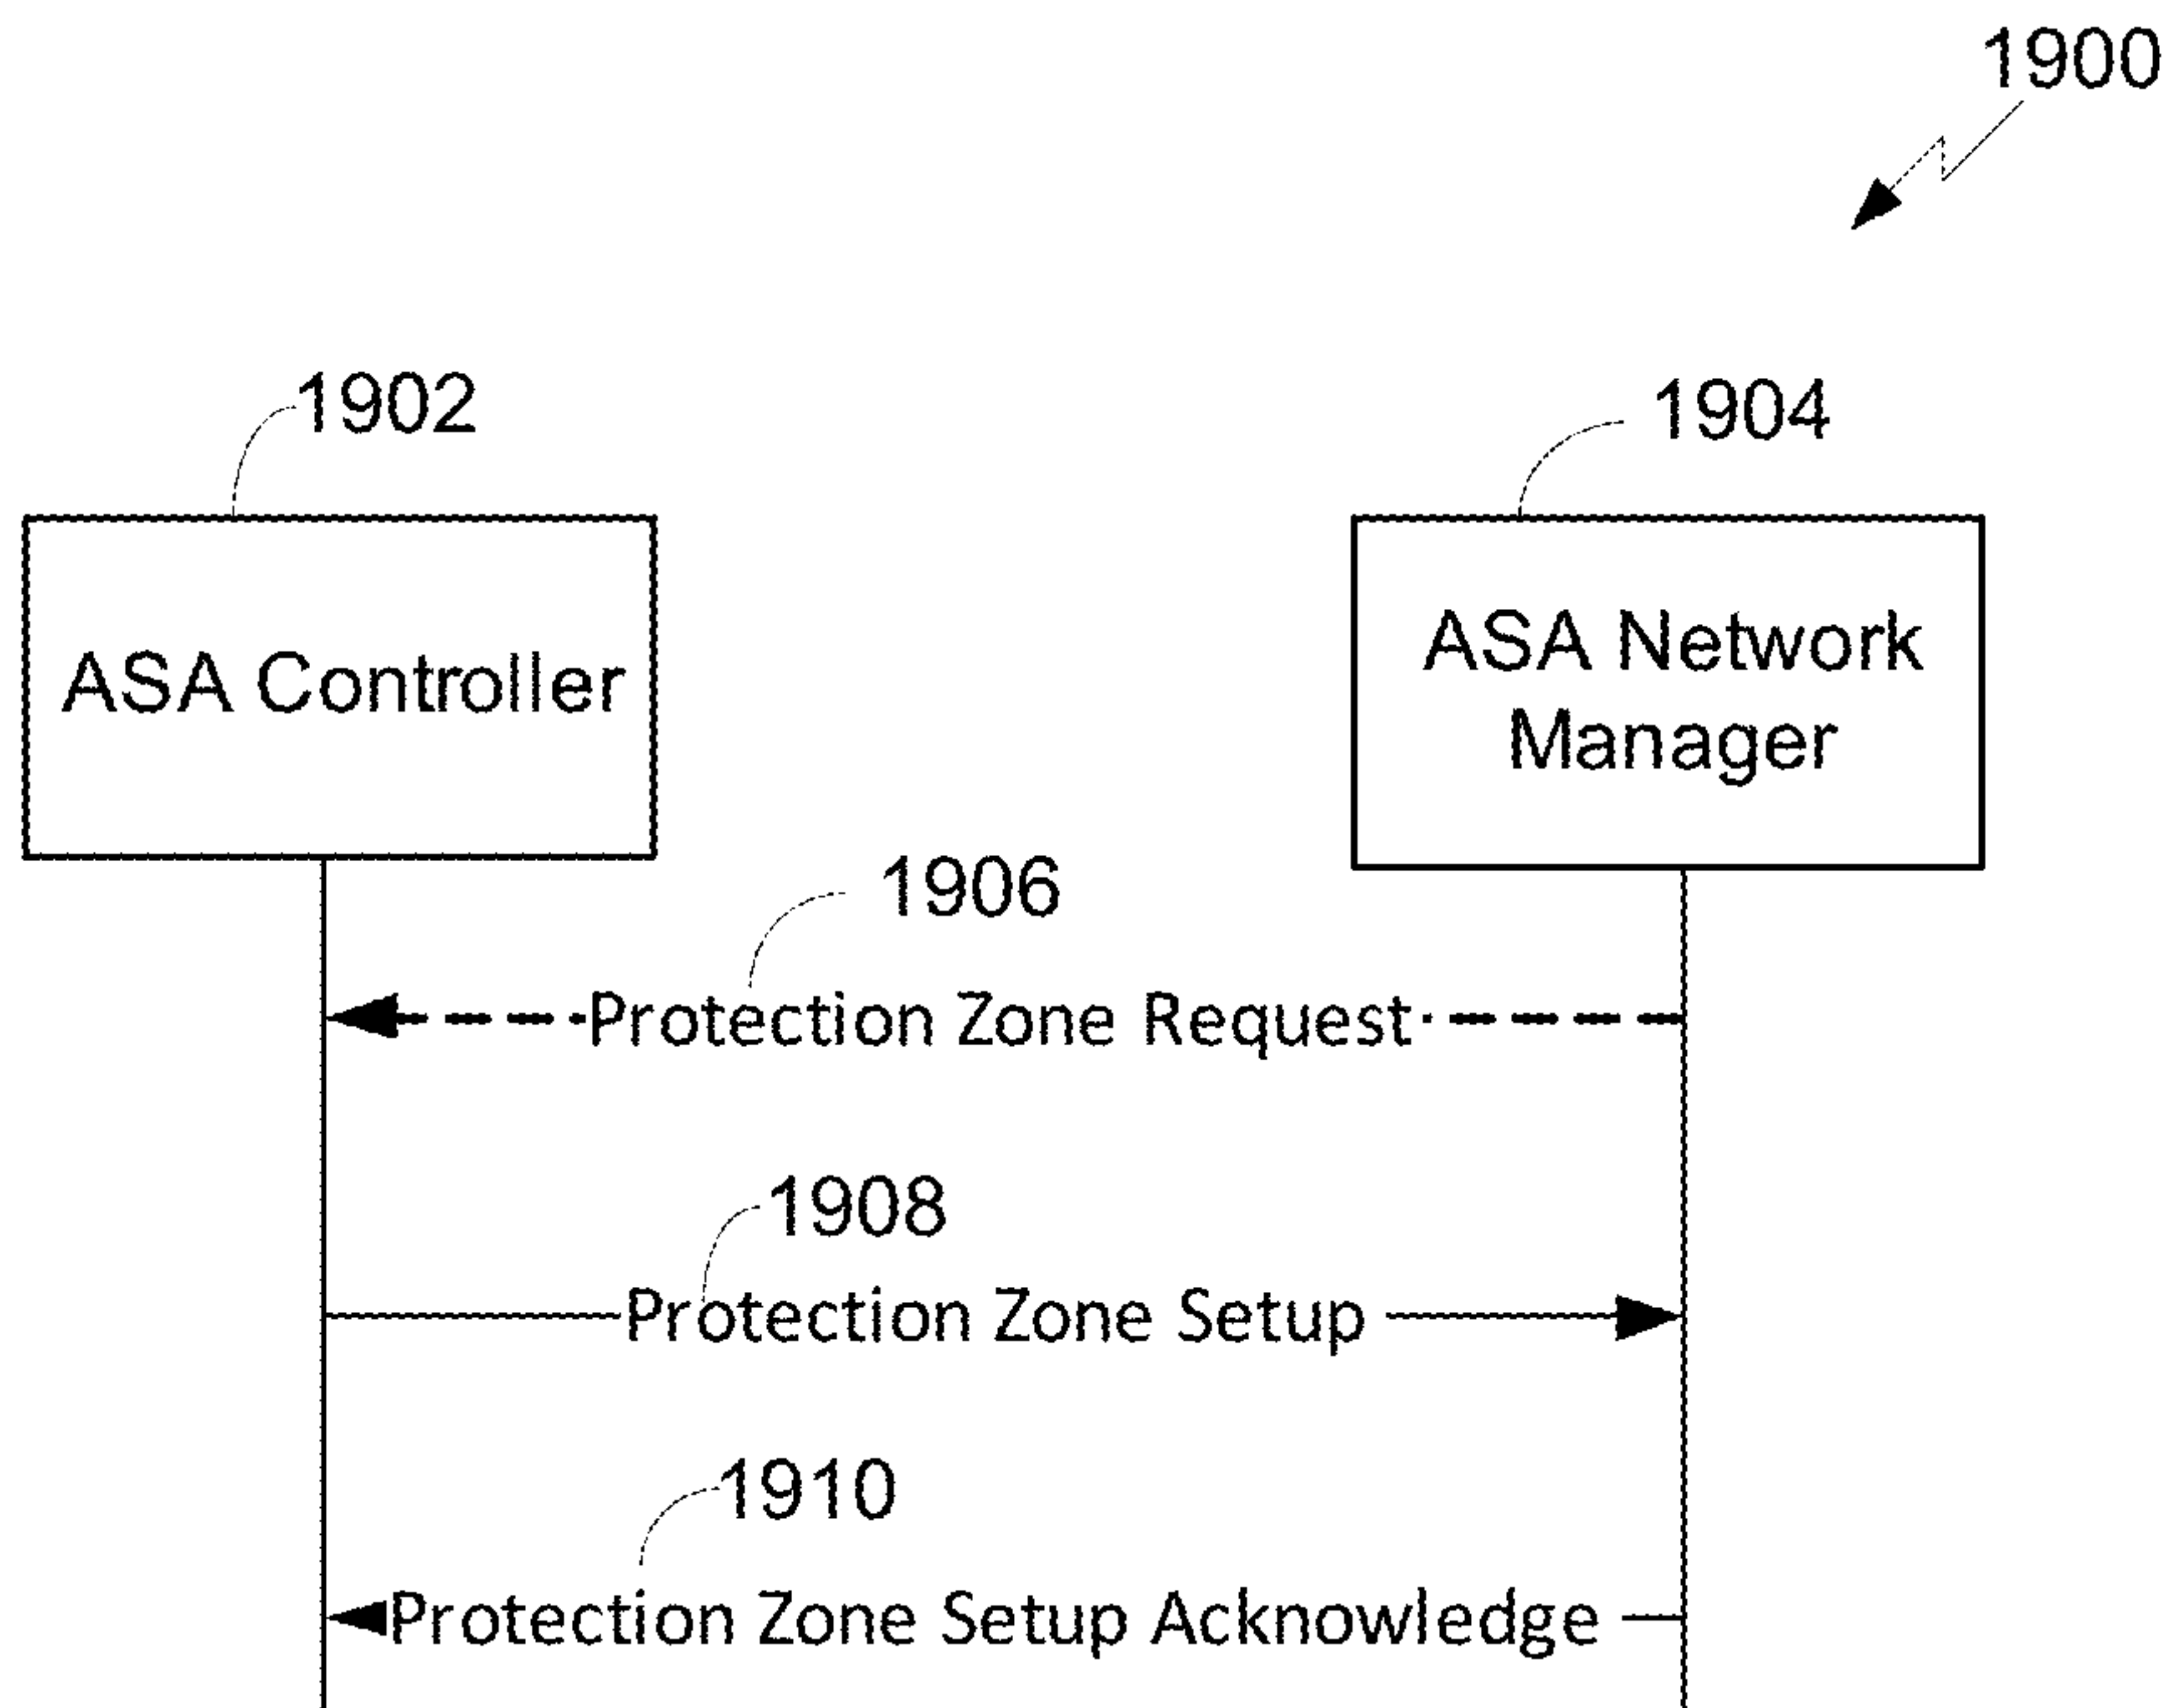 1900
1902
1904
ASA Controller
ASA Network
Manager
1906
Protection Zone Request
1908
Protection Zone Setup
1910
Protection Zone Setup Acknowledge